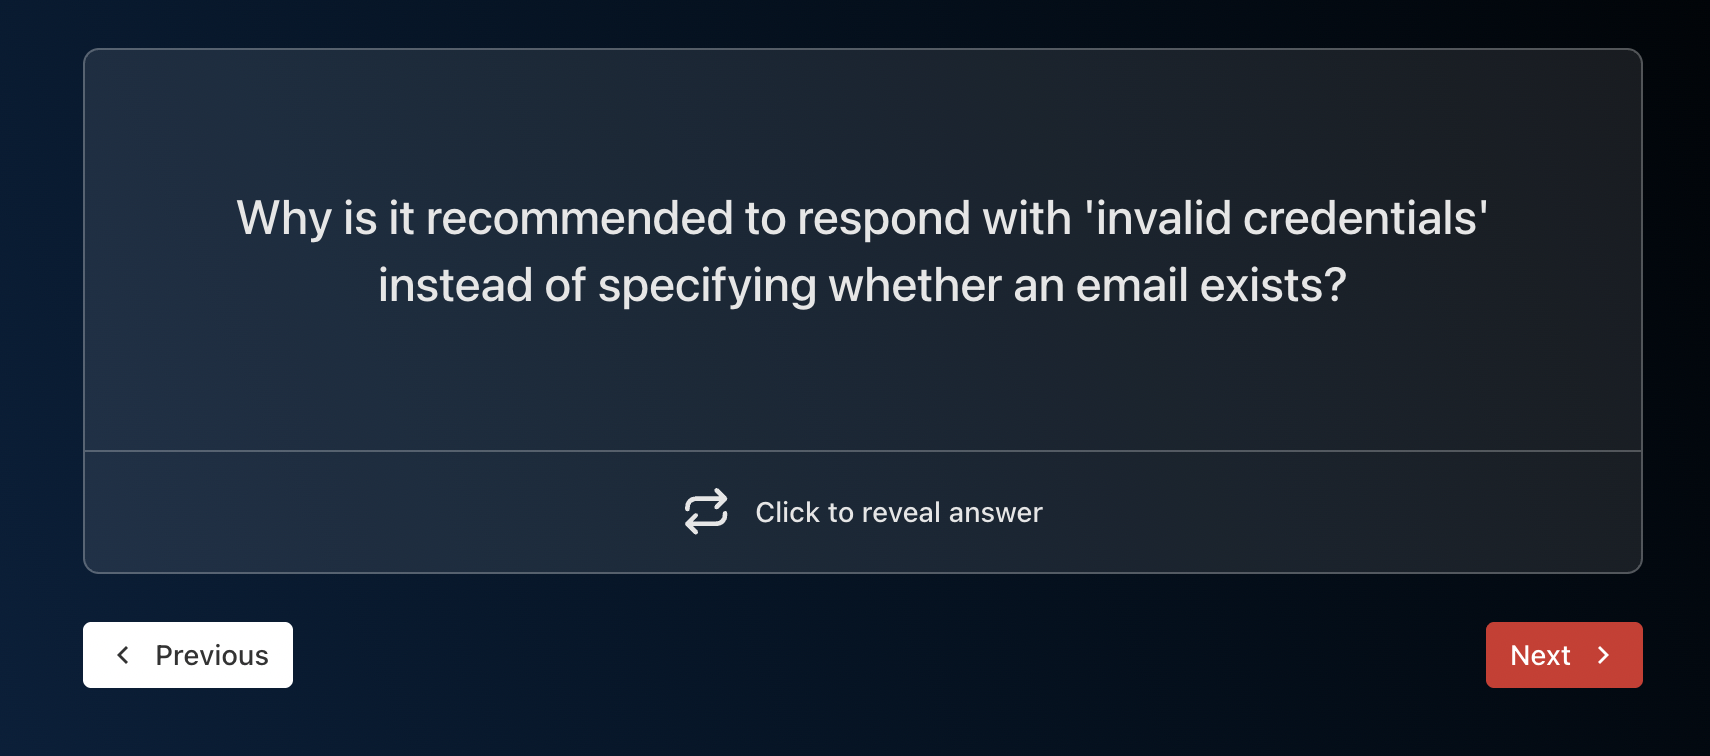 Why is it recommended to respond with 'invalid credentials'
instead of specifying whether an email exists?
Click to reveal answer
Previous
Next